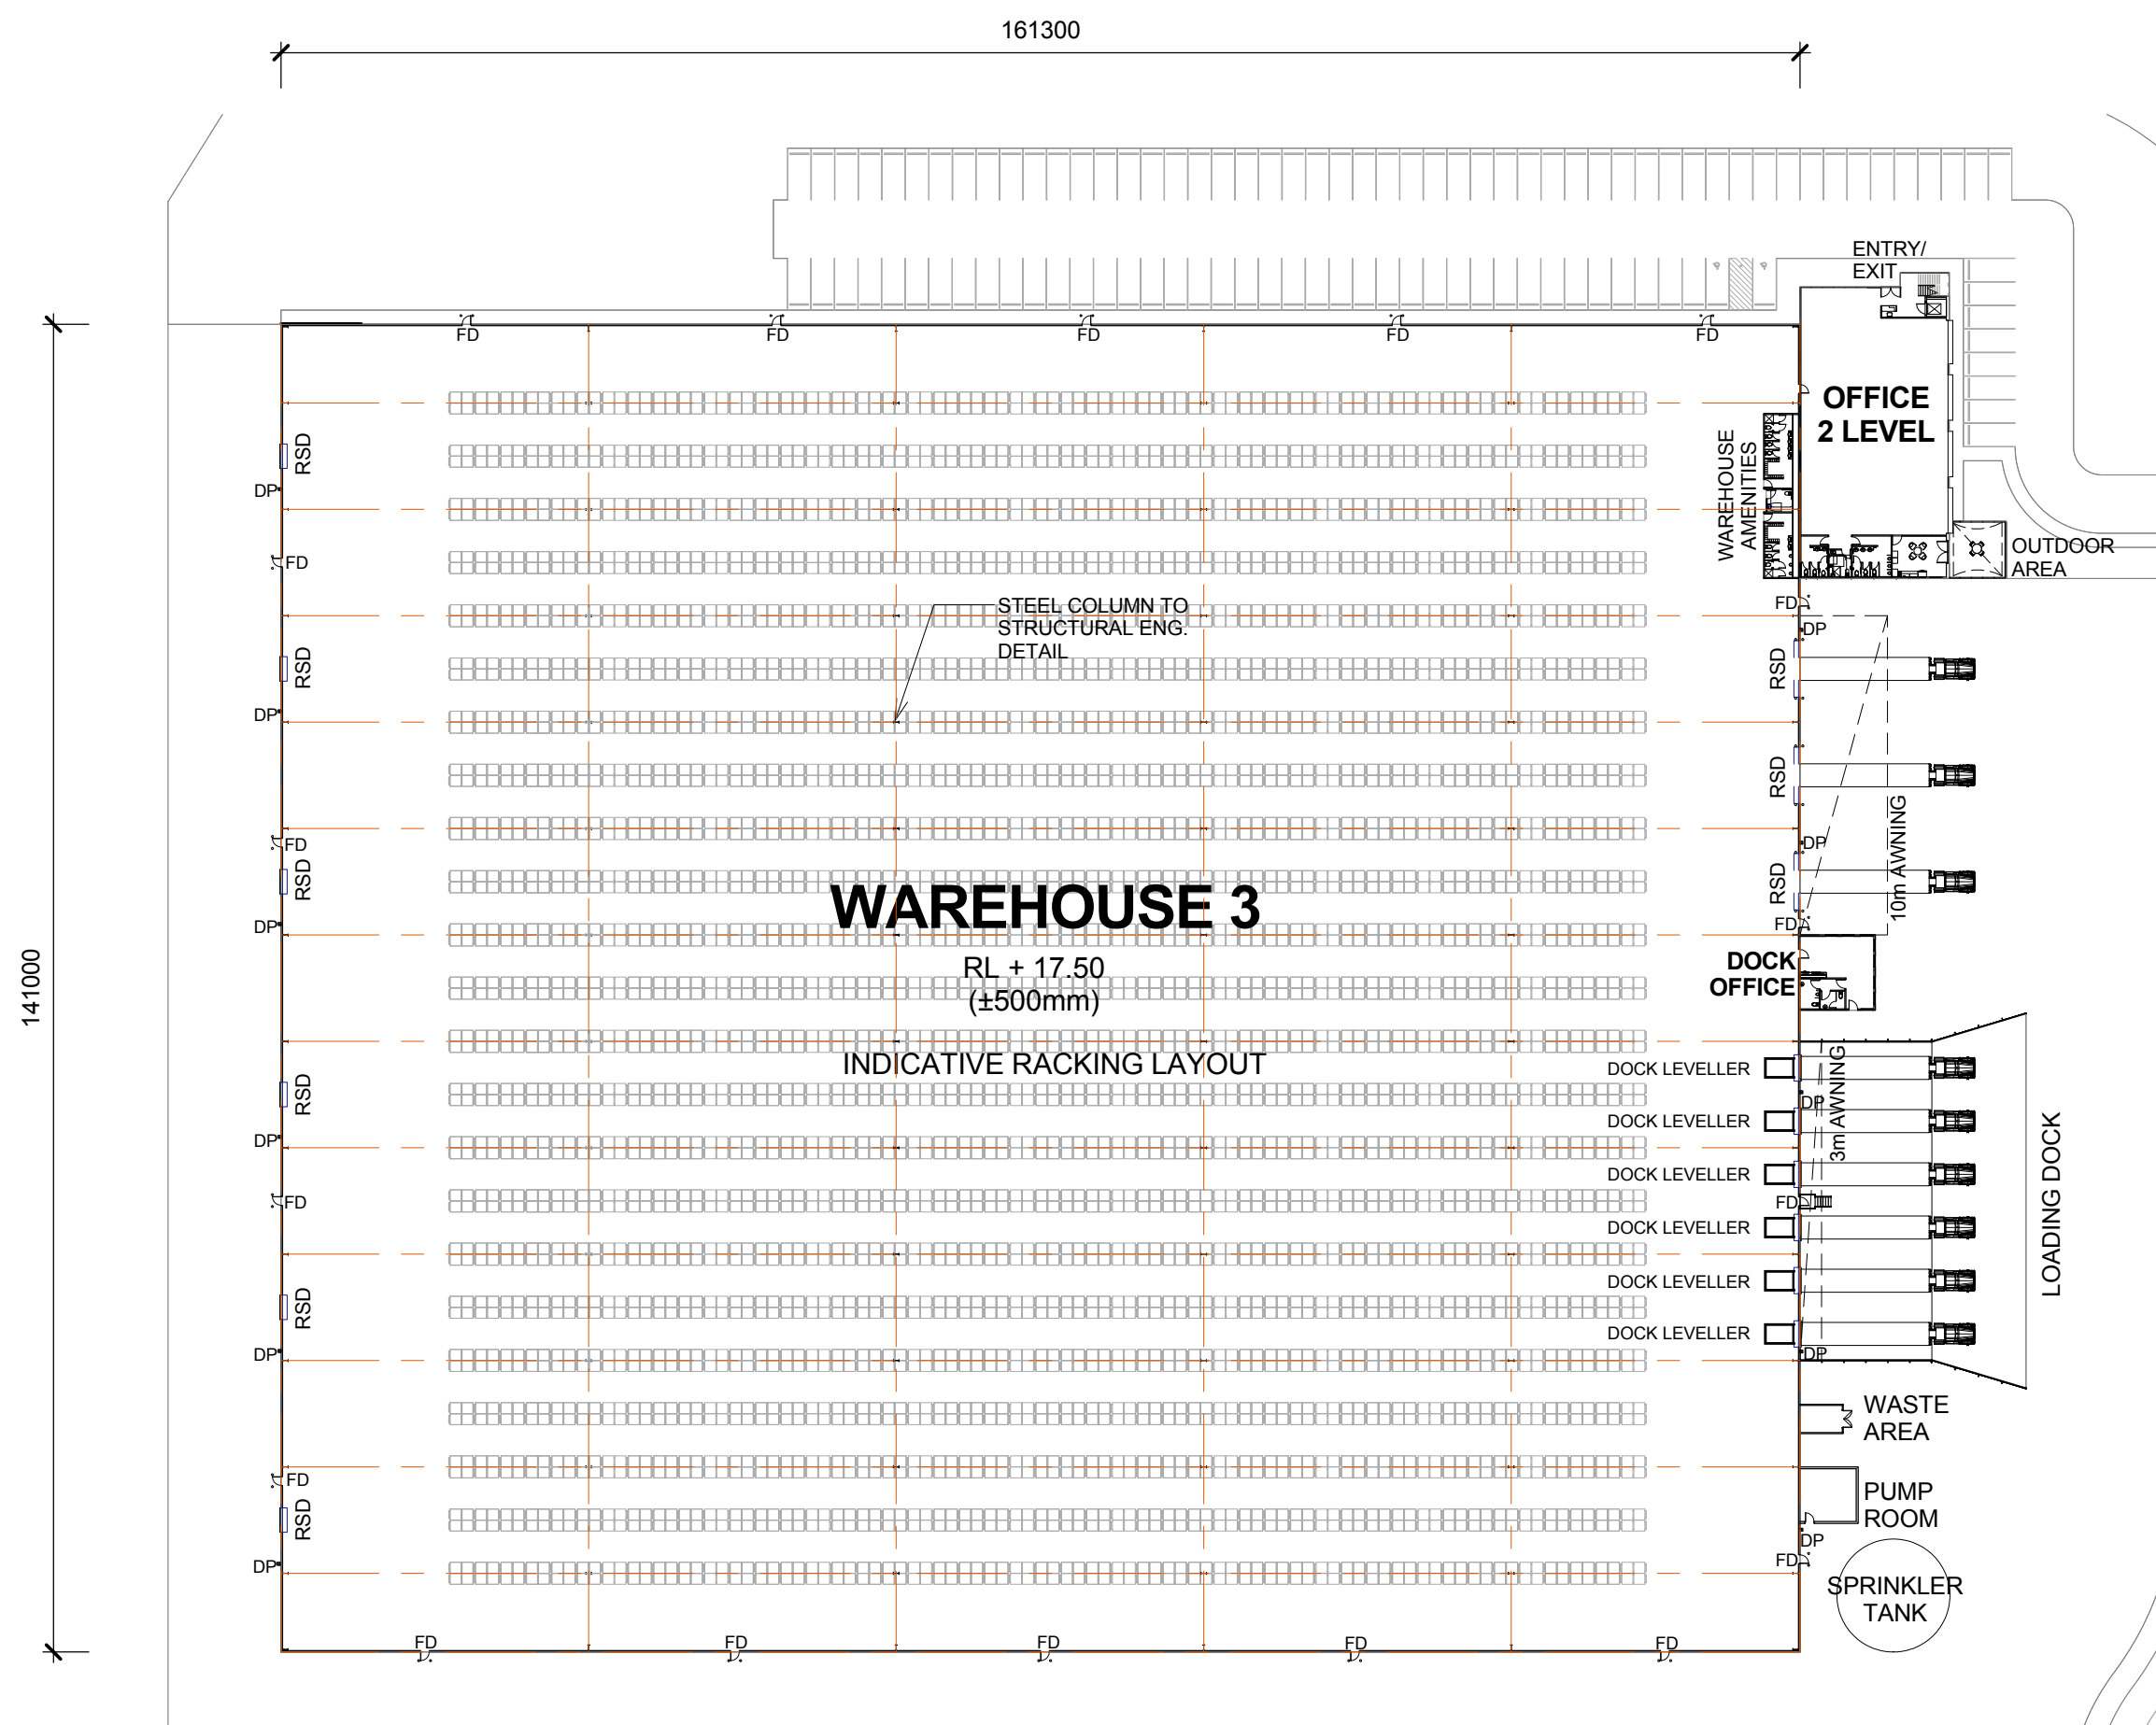 161300
ENTRY/
EXIT
FD
FD
FD
FD
FD
OFFICE
2 LEVEL
RSD
WAREHOUSE
AMENITIES
DP
OUTDOOR
AREA
FD
STEEL COLUMN TO
STRUCTURAL ENG.
DETAIL
FD
DP
RSD
RSD
DP
RSD
10m AWNING
FD
DP
RSD
RSD
WAREHOUSE 3
DP
FD
RL + 17.50
(±500mm)
DOCK
OFFICE
141000
INDICATIVE RACKING LAYOUT
3m AWNING
DOCK LEVELLER
RSD
DP
DOCK LEVELLER
DP
DOCK LEVELLER
LOADING DOCK
FD
FD
DOCK LEVELLER
DOCK LEVELLER
RSD
DOCK LEVELLER
DP
DP
WASTE
AREA
FD
PUMP
ROOM
RSD
DP
DP
FD
SPRINKLER
TANK
FD
FD
FD
FD
FD